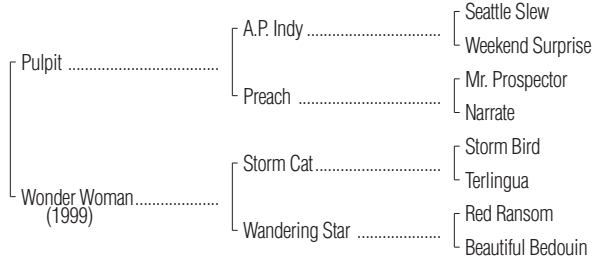 Seattle Slew
A.P. Indy ................................
Weekend Surprise
Pulpit ....................................
Mr. Prospector
Preach ..................................
Narrate
Storm Bird
Storm Cat..............................
Terlingua
Wonder Woman....................
(1999)
Red Ransom
Wandering Star ....................
Beautiful Bedouin